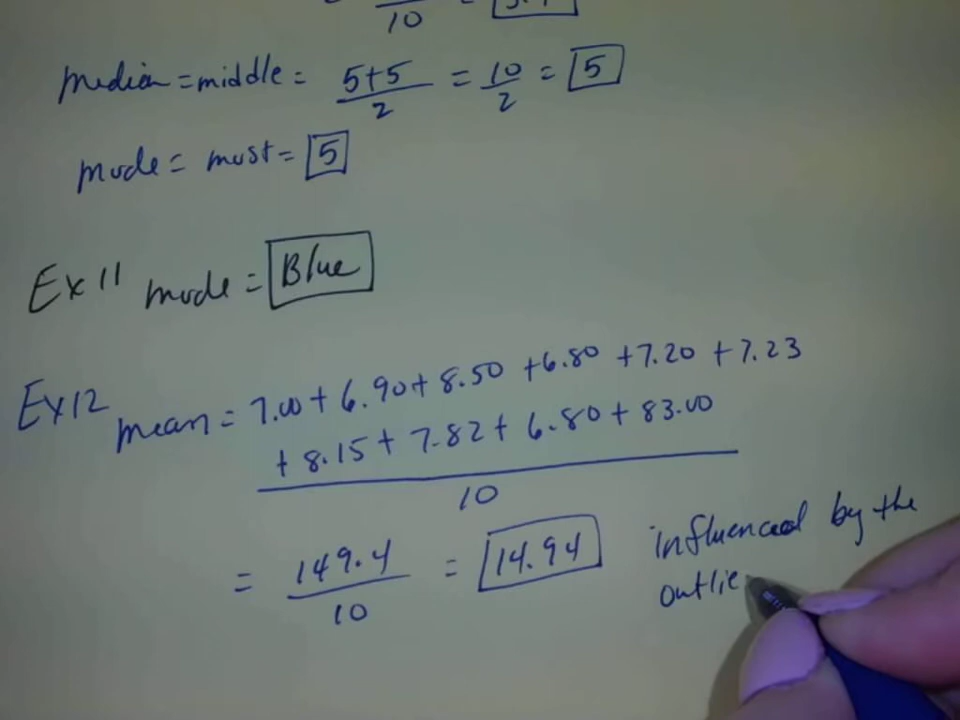 = — 10 =
median = middle = 5+5/2 = 10/2 = 5
mode = most = 5
Ex 11 mode = Blue
Ex 12 mean = 7.00 + 6.90 + 8.50 + 6.80 + 7.20 + 7.23
+ 8.15 + 7.82 + 6.80 + 83.00
10
= 149.4/10 = 14.94 influenced by the
outlie